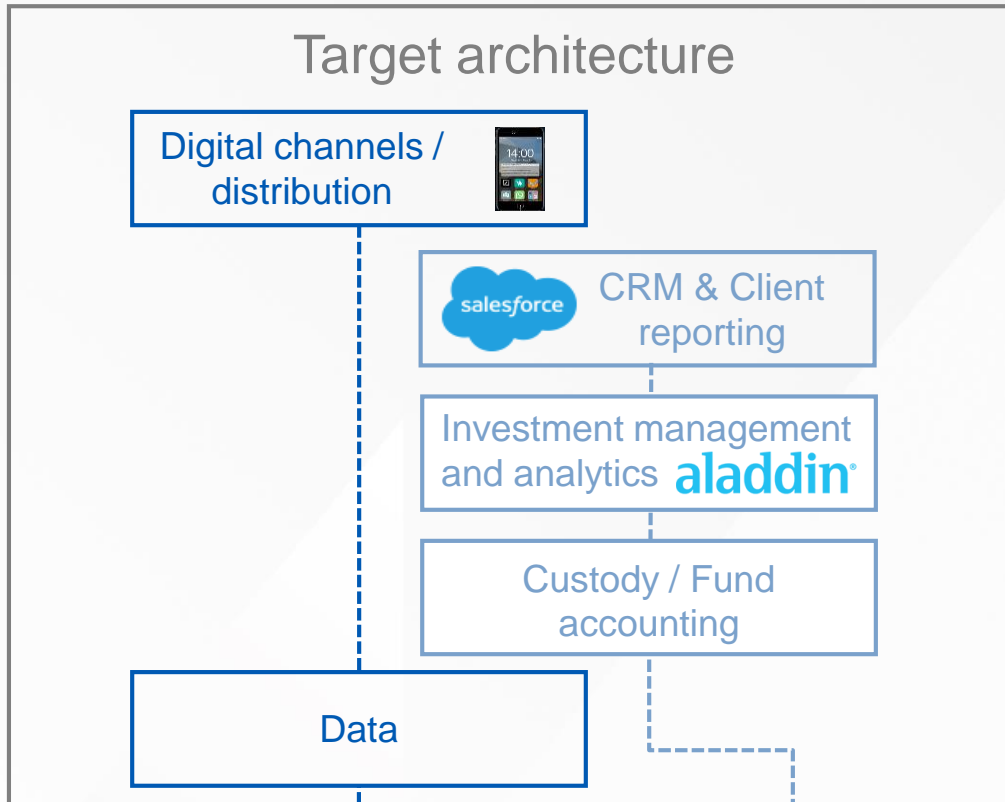 Target architecture
Digital channels /
distribution
14:00
salesforce
CRM & Client
reporting
Investment management
and analytics aladdin®
Custody / Fund
accounting
Data